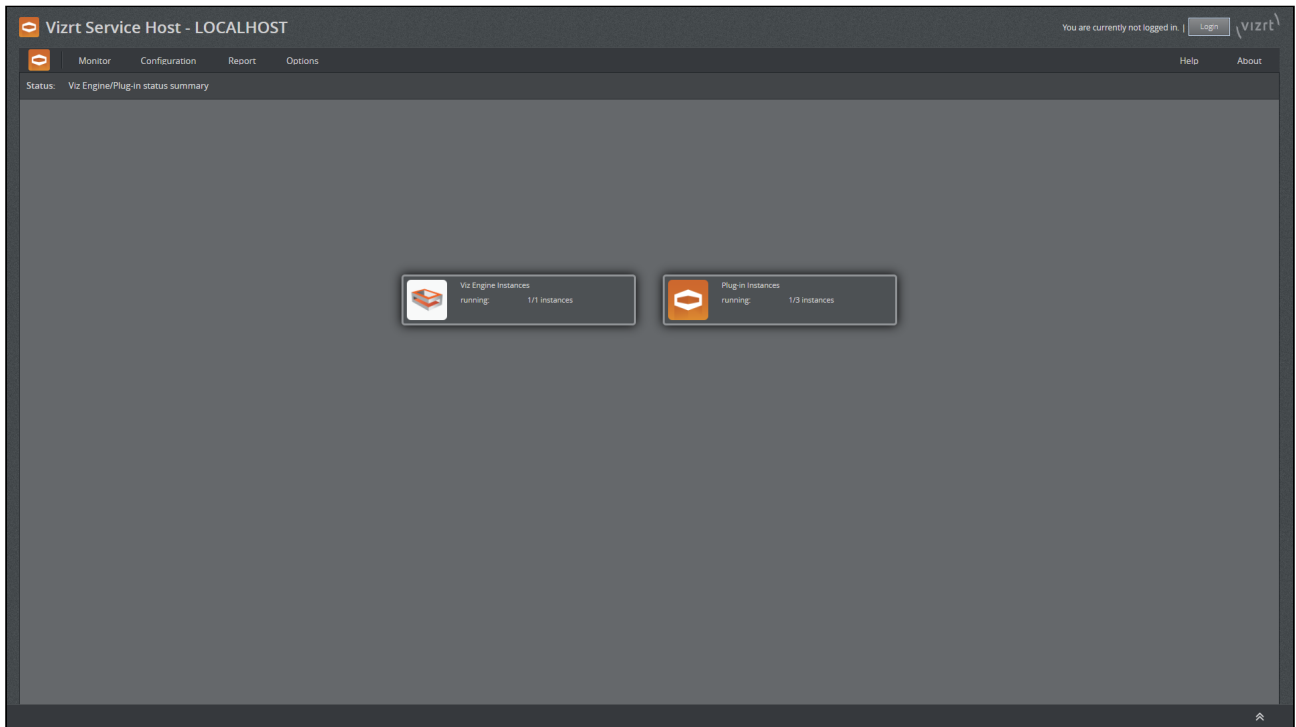 Vizrt Service Host - LOCALHOST
You are currently not logged in. | Login
vizrt
Monitor Configuration Report Options Help About
Status: Viz Engine/Plug-in status summary
Viz Engine Instances
running: 1/1 instances
Plug-in Instances
running: 1/3 instances